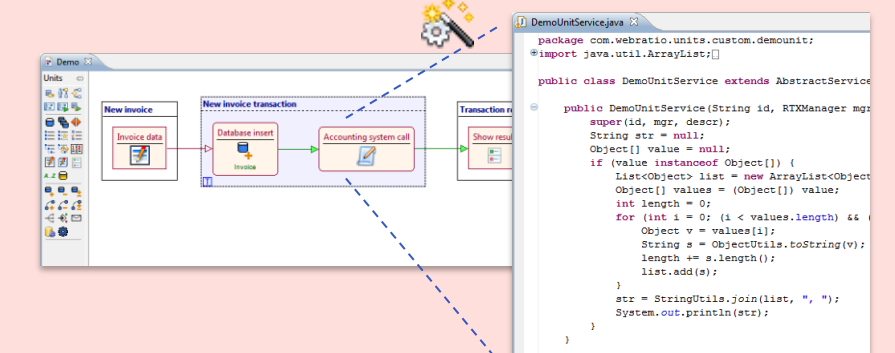 Demo
Units
New invoice
Invoice data
New invoice transaction
Database insert
Invoice
Accounting system call
T
Transaction
Show
A..Z
DemoUnitService.java
package com.webratio.units.custom.demounit;
import java.util.ArrayList;
public class DemoUnitService extends AbstractService
public DemoUnitService(String id, RTXManager mgr
super(id, mgr, descr);
String str = null;
Object[] value = null;
if (value instanceof Object[]) {
List<Object> list = new ArrayList<Object
Object[] values = (Object[]) value;
int length = 0;
for (int i = 0; (i < values.length) && (
Object v = values[i];
String s = ObjectUtils.toString(v);
length += s.length();
list.add(s);
}
str = StringUtils.join(list, ", ");
System.out.println(str);
}
}